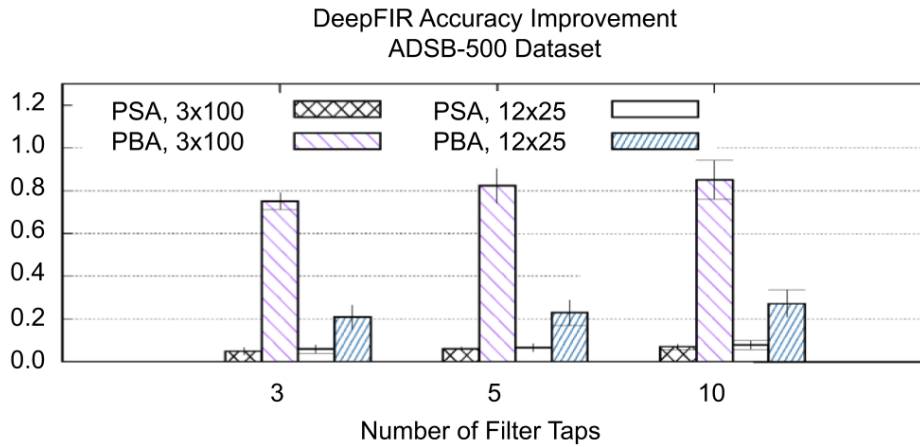 DeepFIR Accuracy Improvement
ADSB-500 Dataset
1.2
1.0
0.8
0.6
0.4
0.2
0.0
PSA, 3x100
PSA, 12x25
PBA, 3x100
PBA, 12x25
3
5
10
Number of Filter Taps